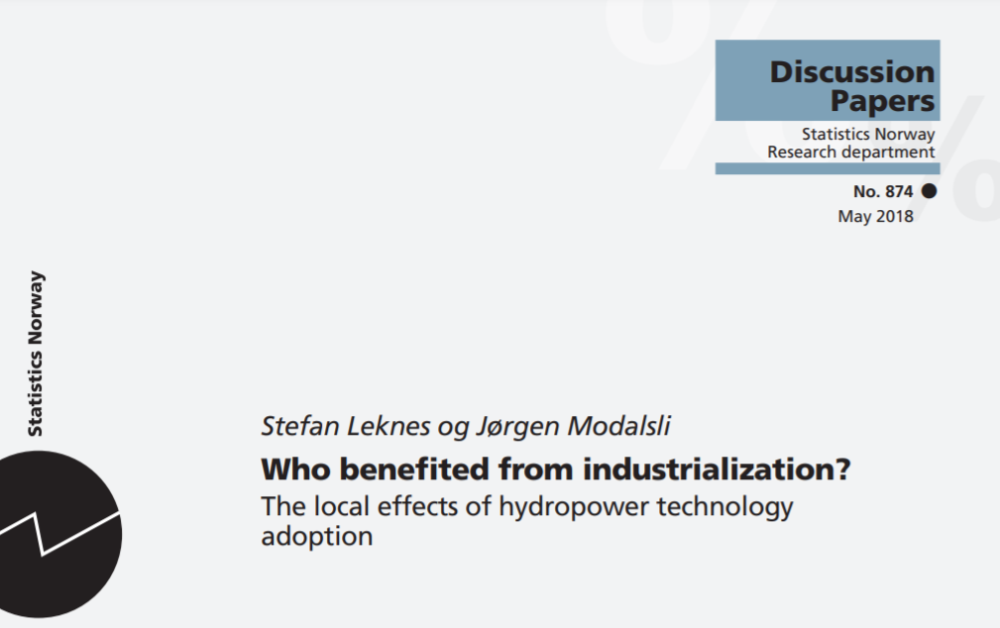 Discussion
Papers
Statistics Norway
Research department
No. 874
May 2018
Statistics Norway
Stefan Leknes og Jørgen Modalsli
Who benefited from industrialization?
The local effects of hydropower technology
adoption
%
%